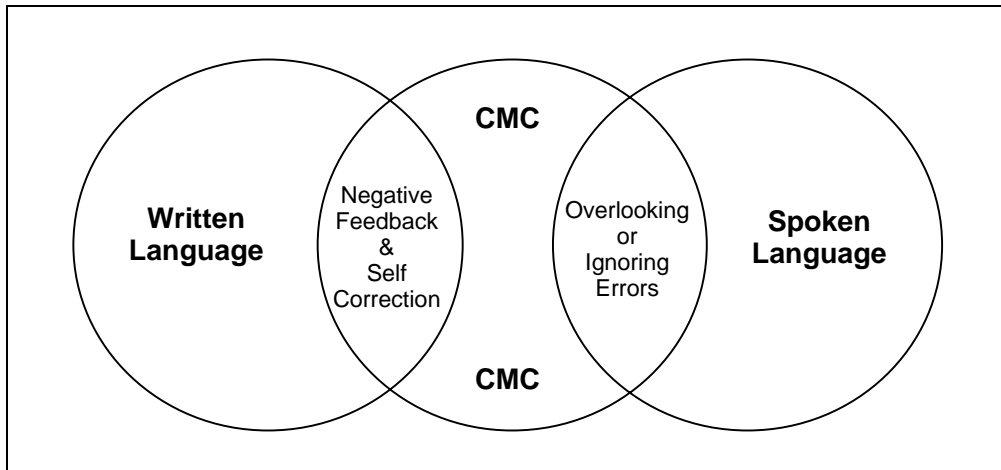 CMC
Written
Language
Negative
Feedback
&
Self
Correction
Overlooking
or
Ignoring
Errors
Spoken
Language
CMC